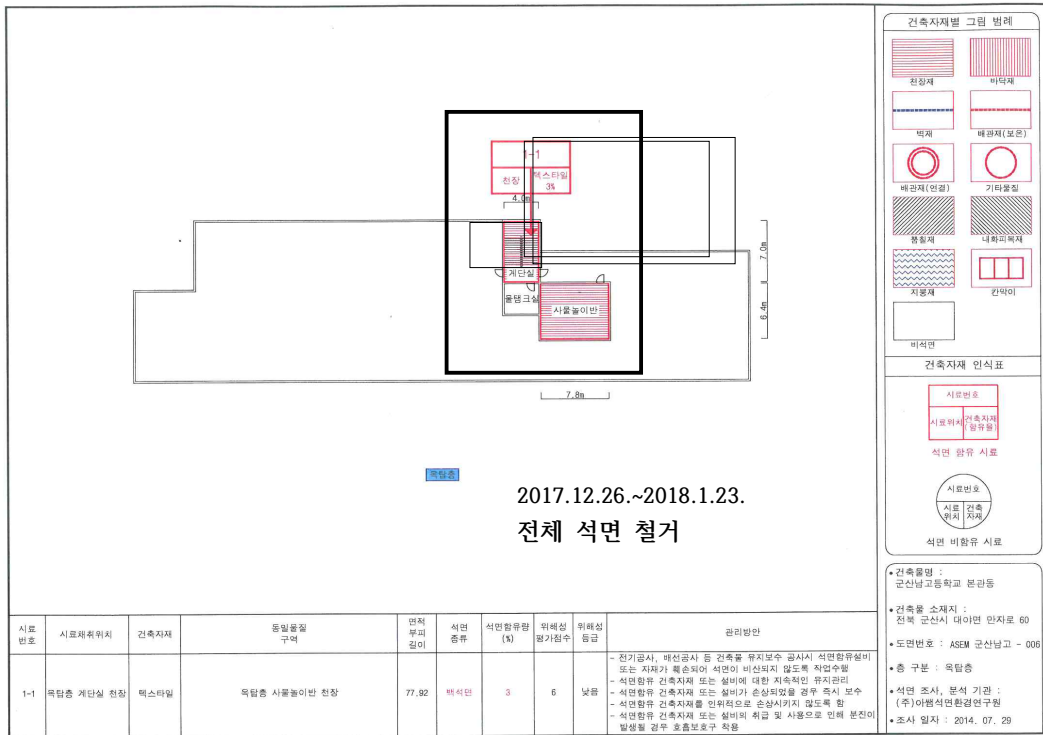 1-1
천장
텍스타일
3%
4.0m
계단실
물탱크실
사물놀이반
7.0m
6.4m
7.8m
옥탑층
2017.12.26.~2018.1.23.
전체 석면 철거
건축자재별 그림 범례
천장재
바닥재
벽재
배관재(보온)
배관재(연결)
기타물질
뿜칠재
내화피복재
지붕재
칸막이
비석면
건축자재 인식표
시료번호
시료위치
건축자재
(함유율)
석면 함유 시료
시료번호
시료
위치
건축
자재
석면 비함유 시료
•건축물명 :
군산남고등학교 본관동
•건축물 소재지 :
전북 군산시 대야면 만자로 60
•도면번호 : ASEM 군산남고 - 006
•층 구분 : 옥탑층
•석면 조사, 분석 기관 :
(주)아쌤석면환경연구원
•조사 일자 : 2014. 07. 29
시료
번호
시료채취위치
건축자재
동일물질
구역
면적
부피
길이
석면
종류
석면함유량
(%)
위해성
평가점수
위해성
등급
관리방안
1-1
옥탑층 계단실 천장
텍스타일
옥탑층 사물놀이반 천장
77.92
백석면
3
6
낮음
- 전기공사, 배선공사 등 건축물 유지보수 공사시 석면함유설비
또는 자재가 훼손되어 석면이 비산되지 않도록 작업수행
- 석면함유 건축자재 또는 설비에 대한 지속적인 유지관리
- 석면함유 건축자재 또는 설비가 손상되었을 경우 즉시 보수
- 석면함유 건축자재를 인위적으로 손상시키지 않도록 함
- 석면함유 건축자재 또는 설비의 취급 및 사용으로 인해 분진이
발생될 경우 호흡보호구 착용